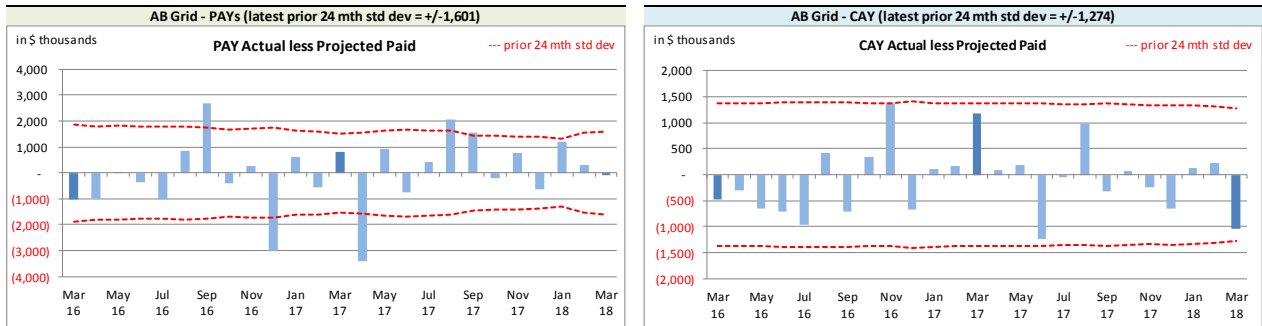 AB Grid - PAYs (latest prior 24 mth std dev = +/-1,601)
in $ thousands
PAY Actual less Projected Paid
--- prior 24 mth std dev
4,000
3,000
2,000
1,000
-
(1,000)
(2,000)
(3,000)
(4,000)
Mar May Jul Sep Nov Jan Mar May Jul Sep Nov Jan Mar
16 16 16 16 16 17 17 17 17 17 17 18 18
AB Grid - CAY (latest prior 24 mth std dev = +/-1,274)
in $ thousands
CAY Actual less Projected Paid
--- prior 24 mth std dev
2,000
1,500
1,000
500
-
(500)
(1,000)
(1,500)
(2,000)
Mar May Jul Sep Nov Jan Mar May Jul Sep Nov Jan Mar
16 16 16 16 16 17 17 17 17 17 17 18 18